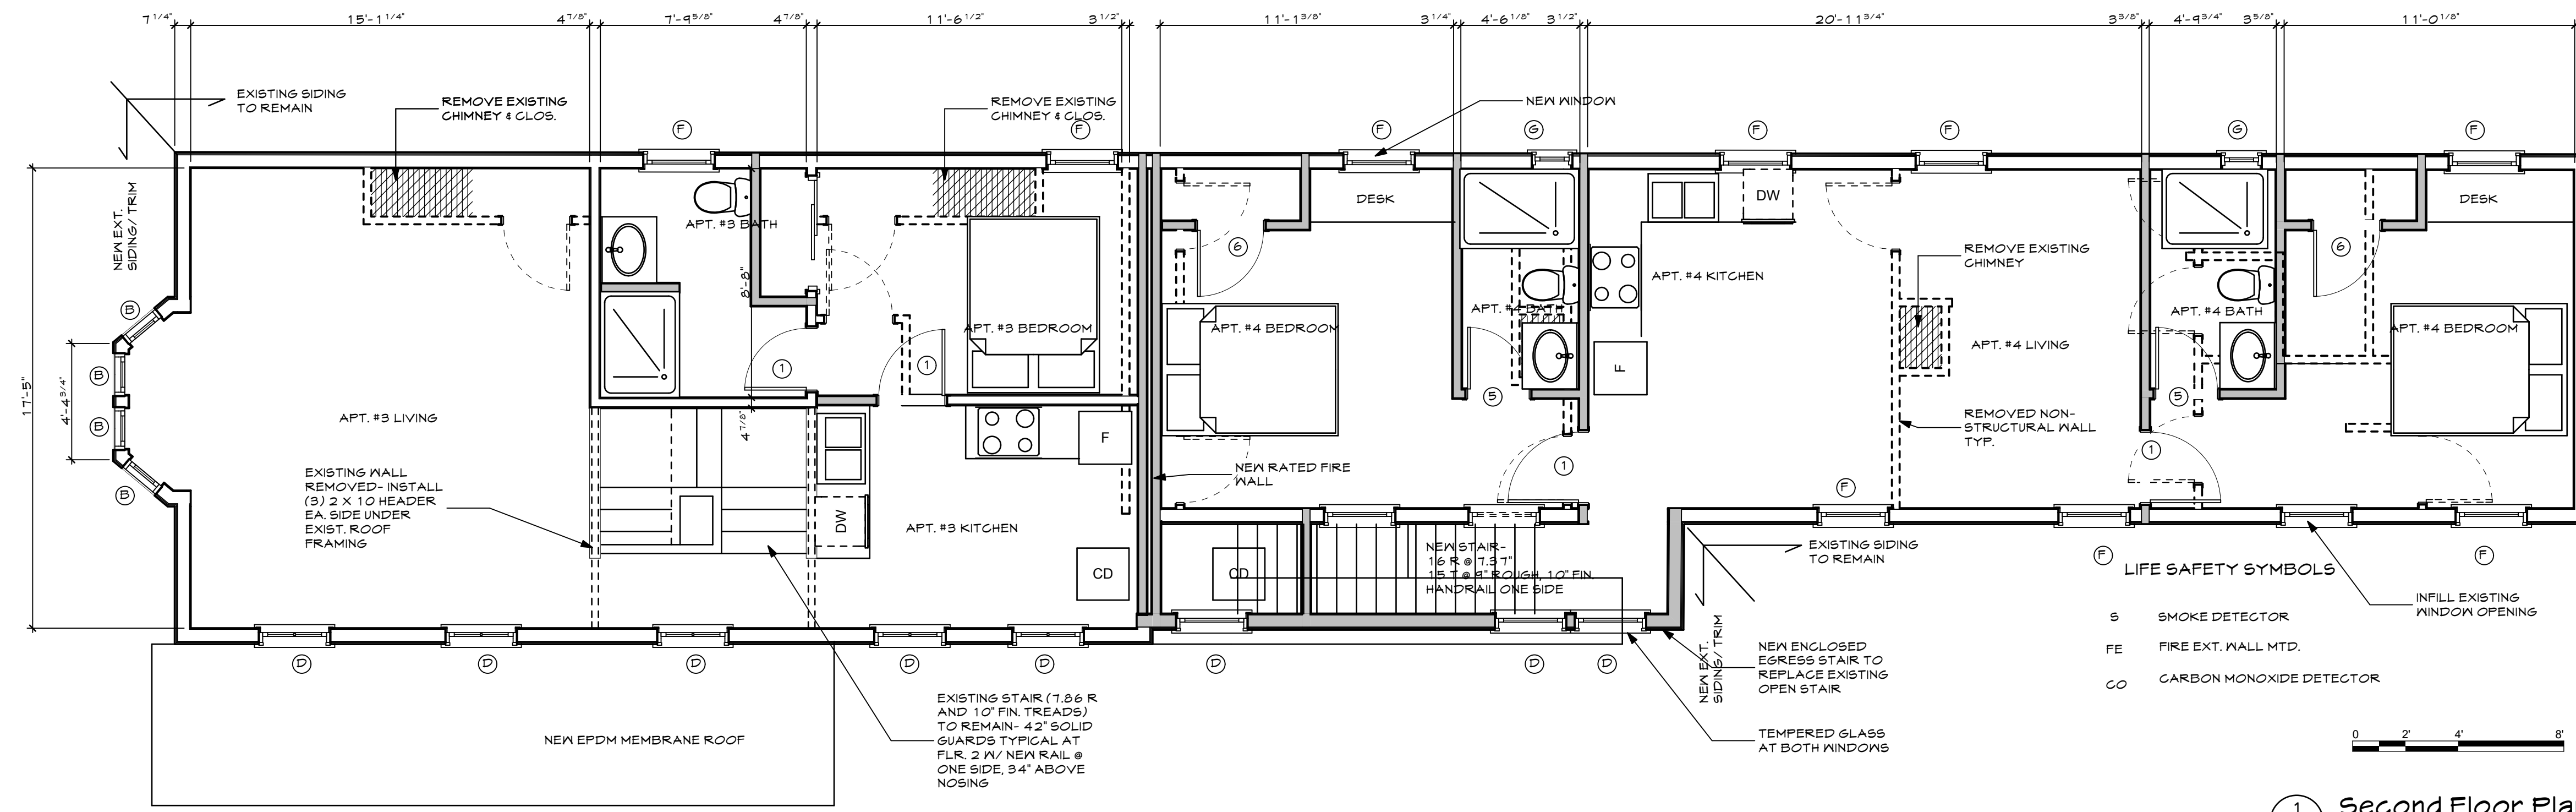 7 1/4" 15'-1 1/4" 4 7/8" 7'-9 5/8" 4 7/8" 11'-6 1/2" 3 1/2" 11'-1 3/8" 3 1/4" 4'-6 1/8" 3 1/2" 20'-11 3/4" 3 3/8" 4'-9 3/4" 3 5/8" 11'-0 1/8"
EXISTING SIDING
TO REMAIN
REMOVE EXISTING
CHIMNEY & CLOS.
REMOVE EXISTING
CHIMNEY & CLOS.
NEW WINDOW
F F F G F F G F
NEW EXT.
SIDING/ TRIM
DESK
DW
DESK
APT. #3 BATH
6
6
REMOVE EXISTING
CHIMNEY
APT. #4 KITCHEN
8'-8"
B
B
B
B
17'-5"
4'-4 3/4"
APT. #3 BEDROOM
APT. #4 BEDROOM
APT. #4 BATH
APT. #4 LIVING
APT. #4 BATH
APT. #4 BEDROOM
1
1
F
5
5
APT. #3 LIVING
4 7/8"
F
REMOVED NON-
STRUCTURAL WALL
TYP.
EXISTING WALL
REMOVED- INSTALL
(3) 2 X 10 HEADER
EA. SIDE UNDER
EXIST. ROOF
FRAMING
NEW RATED FIRE
WALL
1
1
F
DW
APT. #3 KITCHEN
CD
CD
NEW STAIR-
16 R @ 7.37"
15 T @ 9" ROUGH, 10" FIN.
HANDRAIL ONE SIDE
EXISTING SIDING
TO REMAIN
F
F
LIFE SAFETY SYMBOLS
S SMOKE DETECTOR
FE FIRE EXT. WALL MTD.
CO CARBON MONOXIDE DETECTOR
INFILL EXISTING
WINDOW OPENING
D D D D D D D D
NEW EXT.
SIDING/ TRIM
NEW ENCLOSED
EGRESS STAIR TO
REPLACE EXISTING
OPEN STAIR
TEMPERED GLASS
AT BOTH WINDOWS
EXISTING STAIR (7.86 R
AND 10" FIN. TREADS)
TO REMAIN- 42" SOLID
GUARDS TYPICAL AT
FLR. 2 W/ NEW RAIL @
ONE SIDE, 34" ABOVE
NOSING
NEW EPDM MEMBRANE ROOF
0 2' 4' 8'
1 Second Floor Pla